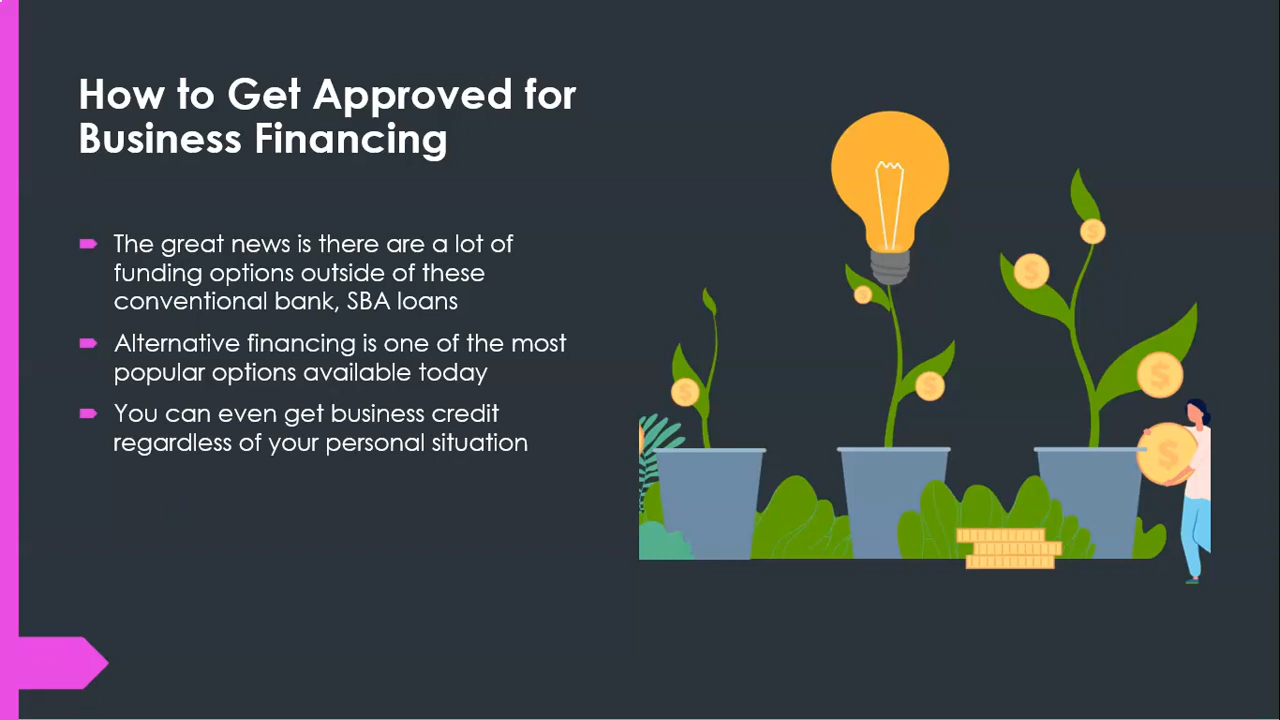 How to Get Approved for
Business Financing
The great news is there are a lot of
funding options outside of these
conventional bank, SBA loans
Alternative financing is one of the most
popular options available today
You can even get business credit
regardless of your personal situation
$
$
$
$
$
$
$